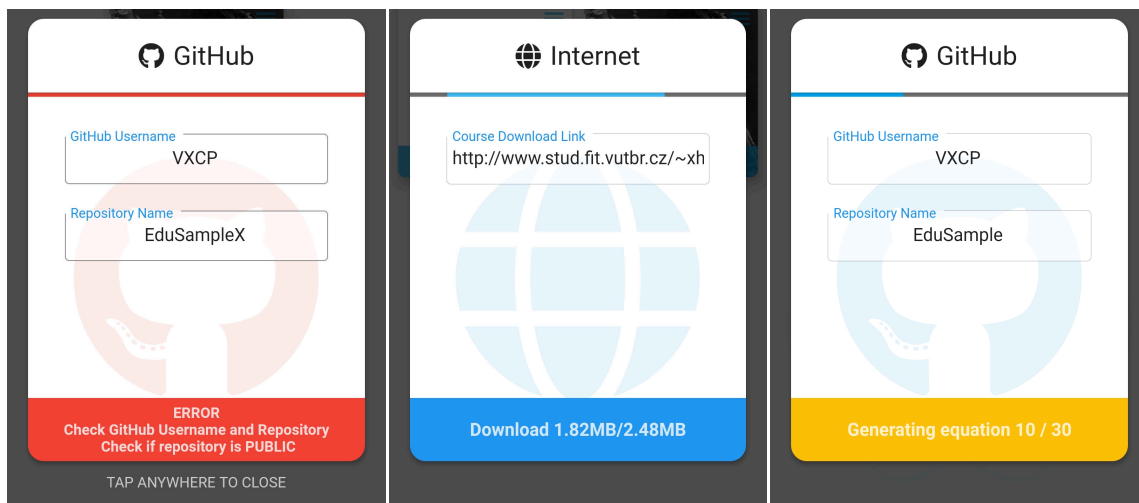 GitHub
GitHub Username
VXCP
Repository Name
EduSampleX
ERROR
Check GitHub Username and Repository
Check if repository is PUBLIC
TAP ANYWHERE TO CLOSE
Internet
Course Download Link
http://www.stud.fit.vutbr.cz/~xh
Download 1.82MB/2.48MB
GitHub
GitHub Username
VXCP
Repository Name
EduSample
Generating equation 10 / 30